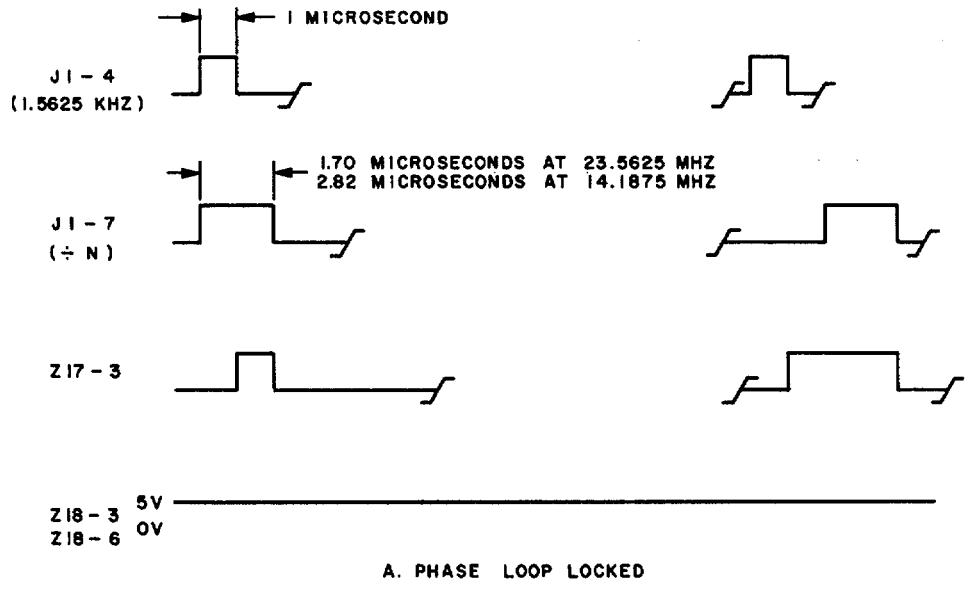 1 MICROSECOND
J1-4
(1.5625 KHZ)
1.70 MICROSECONDS AT 23.5625 MHZ
2.82 MICROSECONDS AT 14.1875 MHZ
J1-7
(÷ N)
Z17-3
5V
Z18-3
0V
Z18-6
A. PHASE LOOP LOCKED